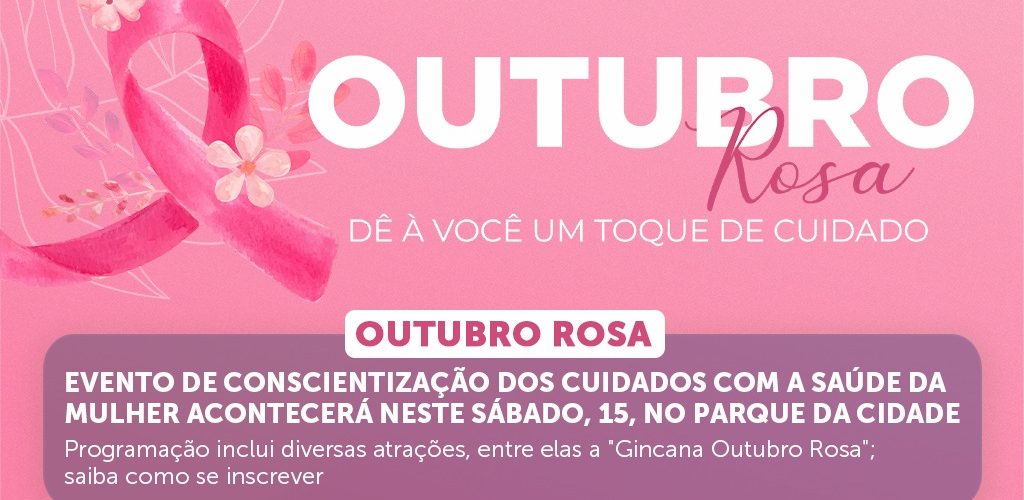 OUTUBRO
Rosa
DÊ À VOCÊ UM TOQUE DE CUIDADO
OUTUBRO ROSA
EVENTO DE CONSCIENTIZAÇÃO DOS CUIDADOS COM A SAÚDE DA
MULHER ACONTECERÁ NESTE SÁBADO, 15, NO PARQUE DA CIDADE
Programação inclui diversas atrações, entre elas a "Gincana Outubro Rosa";
saiba como se inscrever